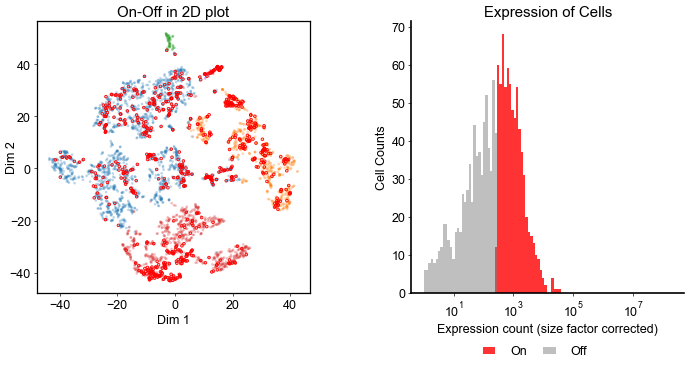 On-Off in 2D plot
Dim 2
40
20
0
−20
−40
−40 −20 0 20 40
Dim 1
Expression of Cells
Cell Counts
70
60
50
40
30
20
10
0
10^1 10^3 10^5 10^7
Expression count (size factor corrected)
On Off